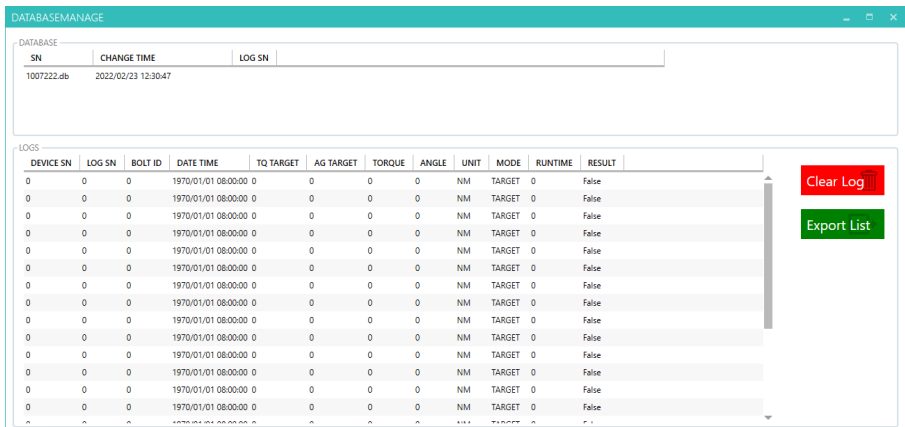 DATABASEMANAGE
DATABASE
SN CHANGE TIME LOG SN
1007222.db 2022/02/23 12:30:47
LOGS
DEVICE SN LOG SN BOLT ID DATE TIME TQ TARGET AG TARGET TORQUE ANGLE UNIT MODE RUNTIME RESULT
0 0 0 1970/01/01 08:00:00 0 0 0 0 NM TARGET 0 False
0 0 0 1970/01/01 08:00:00 0 0 0 0 NM TARGET 0 False
0 0 0 1970/01/01 08:00:00 0 0 0 0 NM TARGET 0 False
0 0 0 1970/01/01 08:00:00 0 0 0 0 NM TARGET 0 False
0 0 0 1970/01/01 08:00:00 0 0 0 0 NM TARGET 0 False
0 0 0 1970/01/01 08:00:00 0 0 0 0 NM TARGET 0 False
0 0 0 1970/01/01 08:00:00 0 0 0 0 NM TARGET 0 False
0 0 0 1970/01/01 08:00:00 0 0 0 0 NM TARGET 0 False
0 0 0 1970/01/01 08:00:00 0 0 0 0 NM TARGET 0 False
0 0 0 1970/01/01 08:00:00 0 0 0 0 NM TARGET 0 False
0 0 0 1970/01/01 08:00:00 0 0 0 0 NM TARGET 0 False
0 0 0 1970/01/01 08:00:00 0 0 0 0 NM TARGET 0 False
0 0 0 1970/01/01 08:00:00 0 0 0 0 NM TARGET 0 False
0 0 0 1970/01/01 08:00:00 0 0 0 0 NM TARGET 0 False
Clear Log
Export List